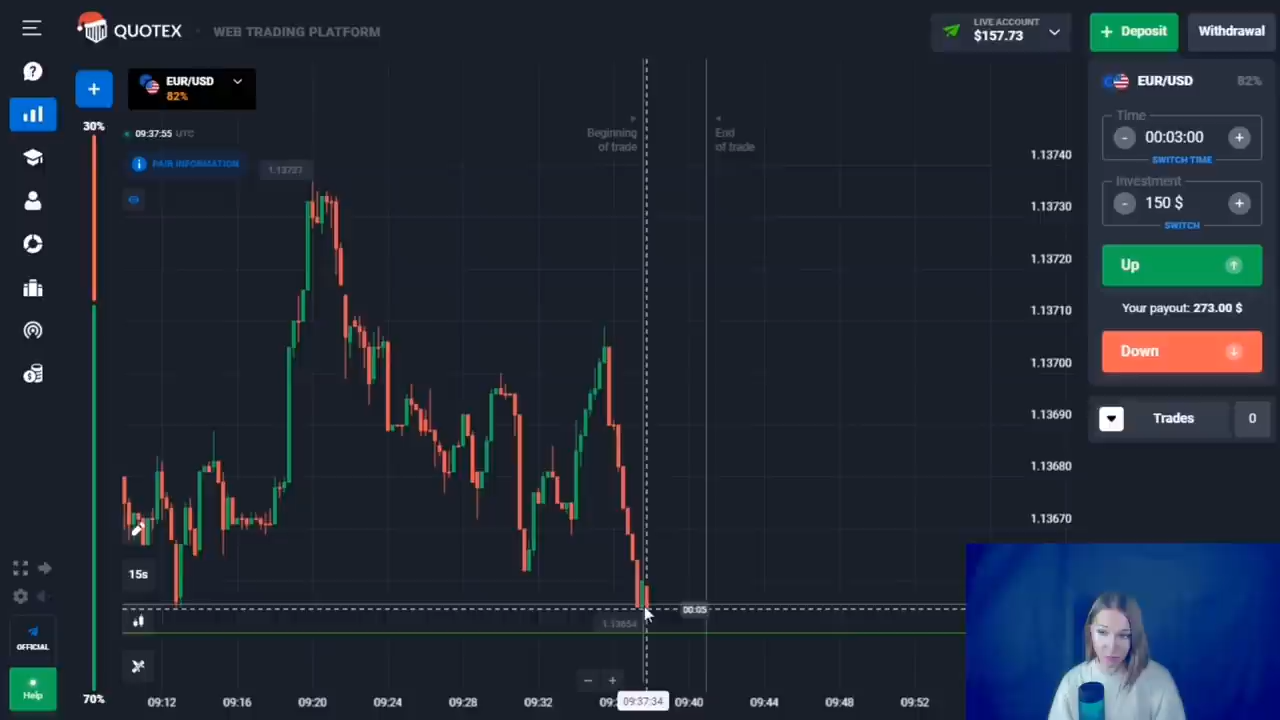 QUOTEX
WEB TRADING PLATFORM
LIVE ACCOUNT
$157.73
+ Deposit
Withdrawal
+
EUR/USD
82%
30%
09:37:55 UTC
PAIR INFORMATION
1.13737
Beginning
of trade
End
of trade
1.13740
1.13730
1.13720
1.13710
1.13700
1.13690
1.13680
1.13670
15s
00:05
1.13654
70%
09:12
09:16
09:20
09:24
09:28
09:32
09:37:34
09:40
09:44
09:48
09:52
OFFICIAL
Help
EUR/USD
82%
Time
- 00:03:00 +
SWITCH TIME
Investment
- 150 $ +
SWITCH
Up
Your payout: 273.00 $
Down
Trades
0